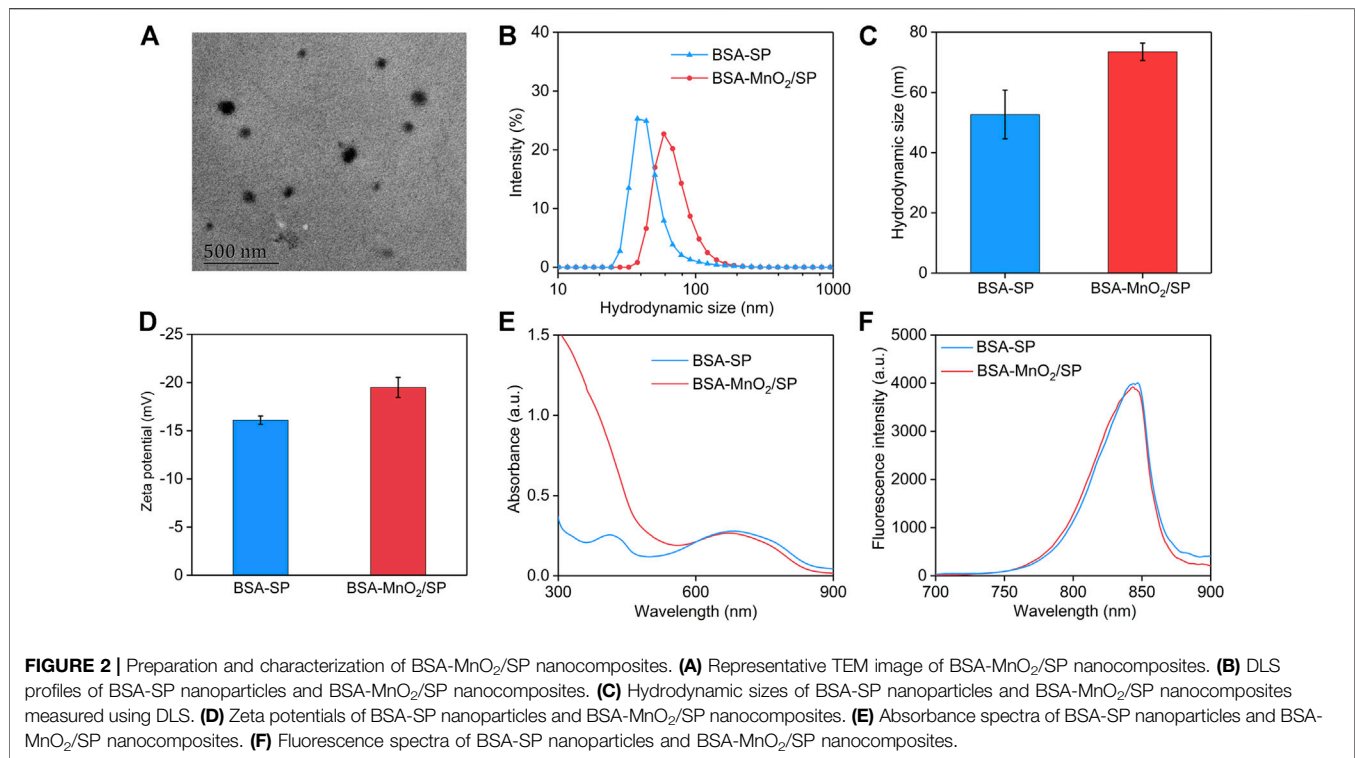 A
500 nm
B
40
30
20
10
0
Intensity (%)
BSA-SP
BSA-MnO₂/SP
10
100
1000
Hydrodynamic size (nm)
C
80
60
40
20
0
Hydrodynamic size (nm)
BSA-SP
BSA-MnO₂/SP
D
-25
-20
-15
-10
-5
0
Zeta potential (mV)
BSA-SP
BSA-MnO₂/SP
E
1.5
1.0
0.5
0.0
Absorbance (a.u.)
BSA-SP
BSA-MnO₂/SP
300
600
900
Wavelength (nm)
F
5000
4000
3000
2000
1000
0
Fluorescence intensity (a.u.)
BSA-SP
BSA-MnO₂/SP
700
750
800
850
900
Wavelength (nm)
FIGURE 2 | Preparation and characterization of BSA-MnO₂/SP nanocomposites. (A) Representative TEM image of BSA-MnO₂/SP nanocomposites. (B) DLS
profiles of BSA-SP nanoparticles and BSA-MnO₂/SP nanocomposites. (C) Hydrodynamic sizes of BSA-SP nanoparticles and BSA-MnO₂/SP nanocomposites
measured using DLS. (D) Zeta potentials of BSA-SP nanoparticles and BSA-MnO₂/SP nanocomposites. (E) Absorbance spectra of BSA-SP nanoparticles and BSA-
MnO₂/SP nanocomposites. (F) Fluorescence spectra of BSA-SP nanoparticles and BSA-MnO₂/SP nanocomposites.